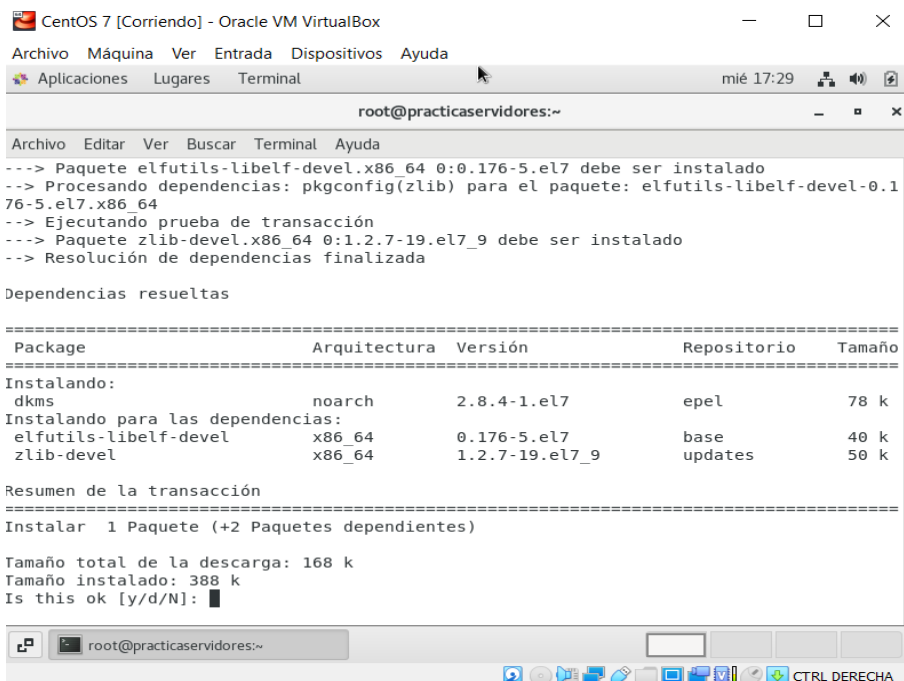 CentOS 7 [Corriendo] - Oracle VM VirtualBox
Archivo Máquina Ver Entrada Dispositivos Ayuda
Aplicaciones Lugares Terminal mié 17:29
root@practicaservidores:~
Archivo Editar Ver Buscar Terminal Ayuda
---> Paquete elfutils-libelf-devel.x86_64 0:0.176-5.el7 debe ser instalado
--> Procesando dependencias: pkgconfig(zlib) para el paquete: elfutils-libelf-devel-0.1
76-5.el7.x86_64
--> Ejecutando prueba de transacción
---> Paquete zlib-devel.x86_64 0:1.2.7-19.el7_9 debe ser instalado
--> Resolución de dependencias finalizada
Dependencias resueltas
================================================================================
Package Arquitectura Versión Repositorio Tamaño
================================================================================
Instalando:
dkms noarch 2.8.4-1.el7 epel 78 k
Instalando para las dependencias:
elfutils-libelf-devel x86_64 0.176-5.el7 base 40 k
zlib-devel x86_64 1.2.7-19.el7_9 updates 50 k
Resumen de la transacción
================================================================================
Instalar 1 Paquete (+2 Paquetes dependientes)
Tamaño total de la descarga: 168 k
Tamaño instalado: 388 k
Is this ok [y/d/N]:
root@practicaservidores:~
CTRL DERECHA